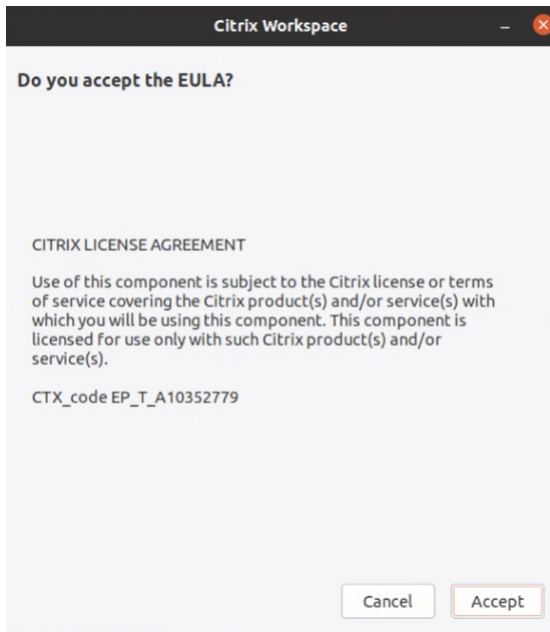 Citrix Workspace
Do you accept the EULA?
CITRIX LICENSE AGREEMENT
Use of this component is subject to the Citrix license or terms
of service covering the Citrix product(s) and/or service(s) with
which you will be using this component. This component is
licensed for use only with such Citrix product(s) and/or
service(s).
CTX_code EP_T_A10352779
Cancel
Accept